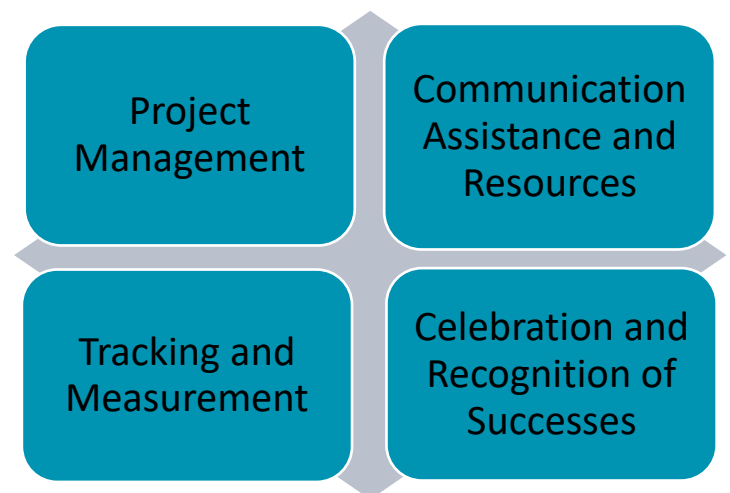 Project
Management
Communication
Assistance and
Resources
Tracking and
Measurement
Celebration and
Recognition of
Successes